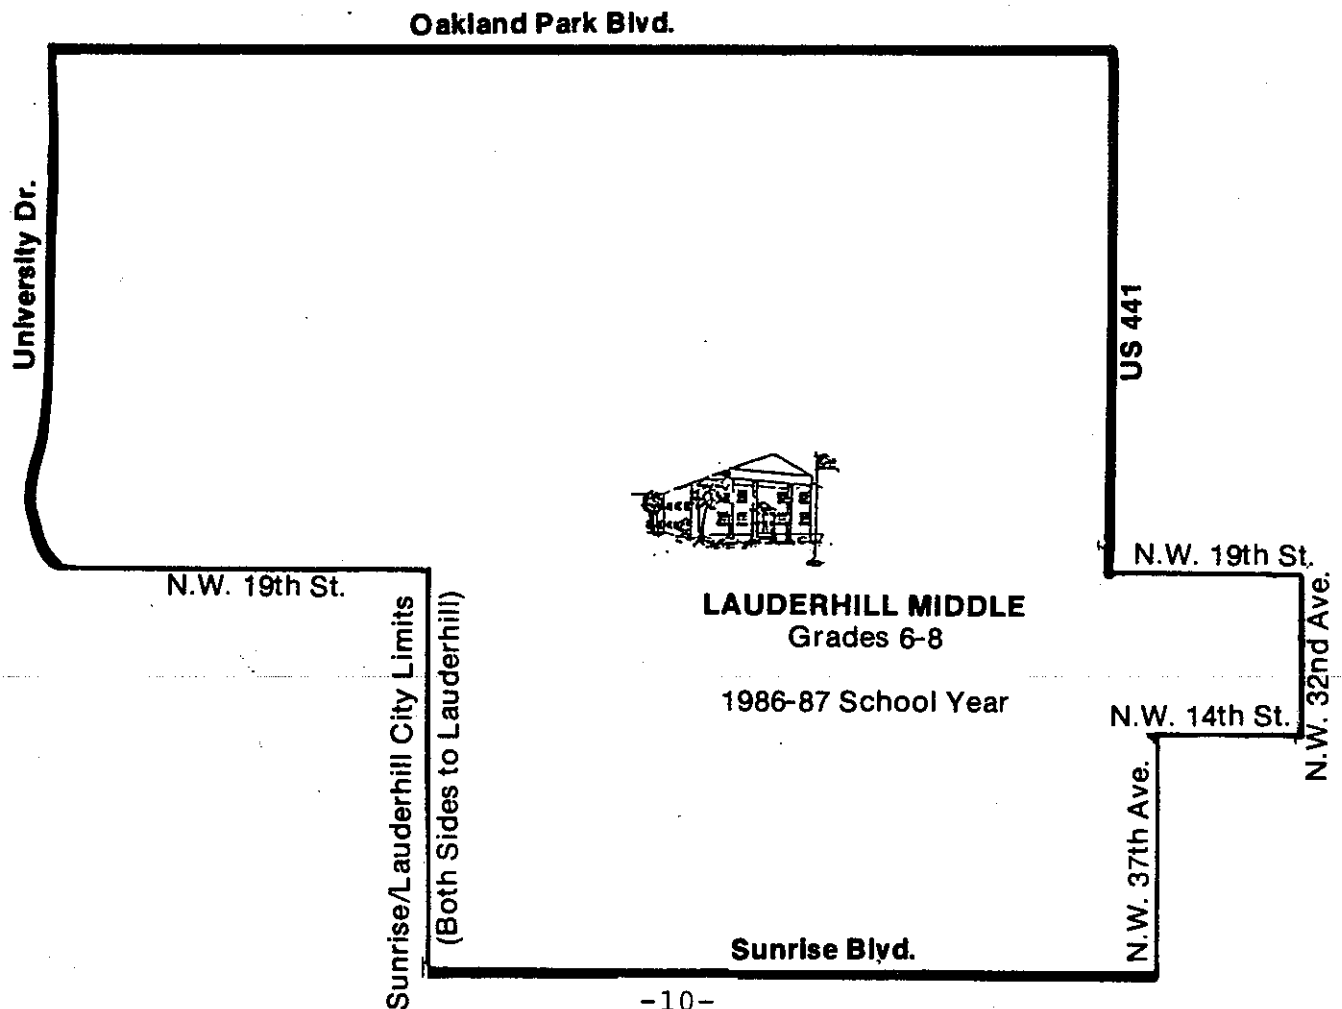 Oakland Park Blvd.
University Dr.
US 441
N.W. 19th St.
N.W. 19th St.
N.W. 32nd Ave.
LAUDERHILL MIDDLE
Grades 6-8
1986-87 School Year
N.W. 14th St.
Sunrise/Lauderhill City Limits
(Both Sides to Lauderhill)
N.W. 37th Ave.
Sunrise Blvd.
-10-